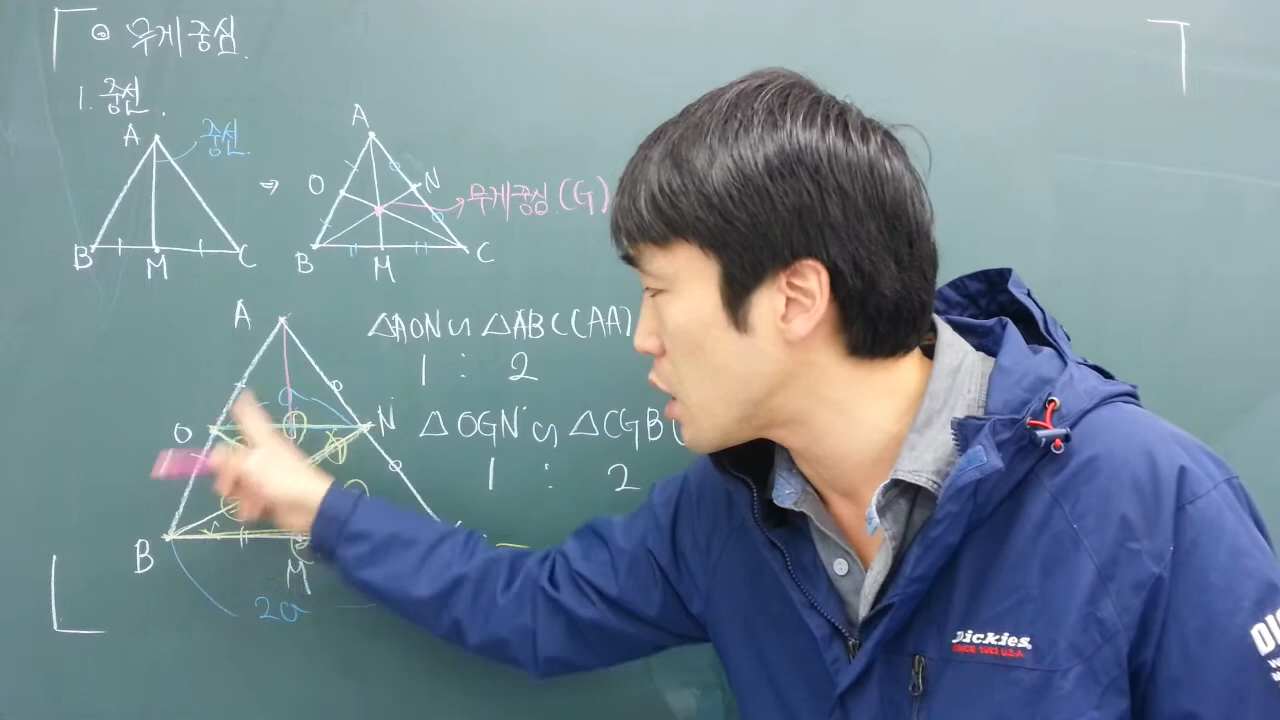 ⊙ 무게중심.
1. 중선.
A
중선
B
M
C
⇒
A
O
N
무게중심 (G)
B
M
C
A
△AON ∽ △ABC (AA)
1 : 2
O
N
△OGN ∽ △CGB (
1 : 2
a
B
M
2a
Dickies.
SINCE 1922 U.S.A.